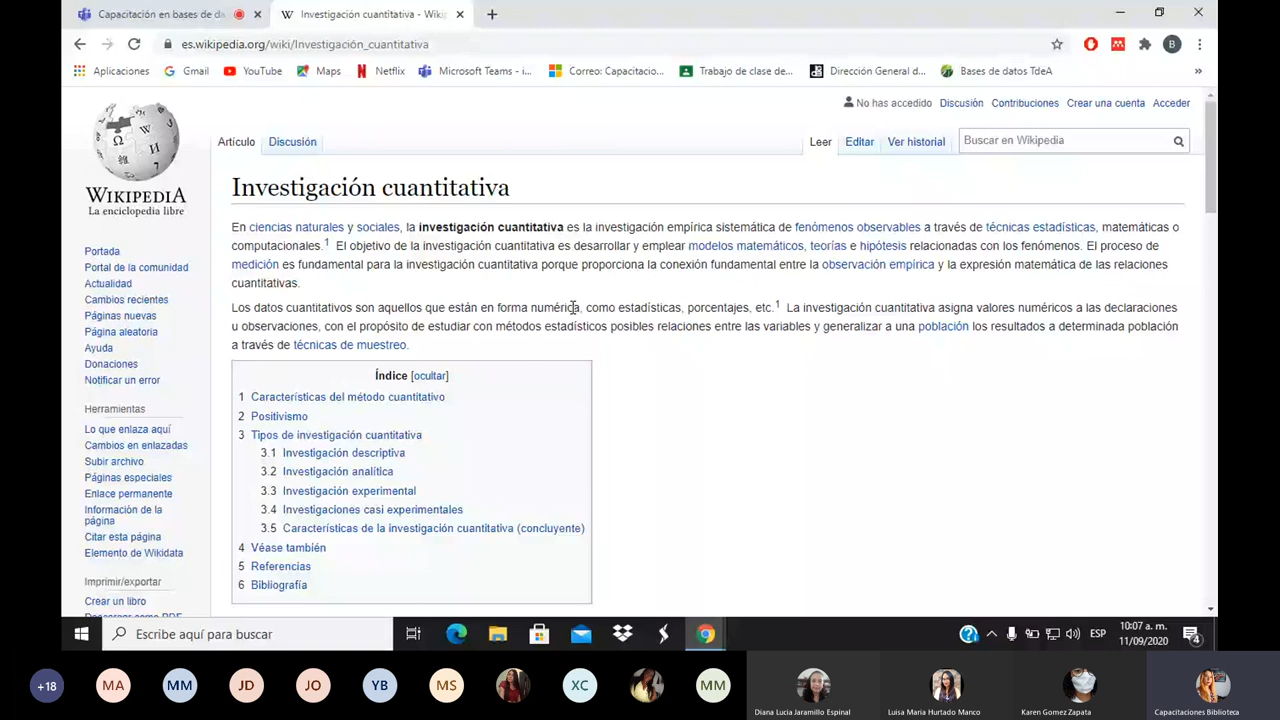 Capacitación en bases de da
Investigación cuantitativa - Wikip
es.wikipedia.org/wiki/Investigación_cuantitativa
Aplicaciones Gmail YouTube Maps Netflix Microsoft Teams - i... Correo: Capacitacio... Trabajo de clase de... Dirección General d... Bases de datos TdeA »
No has accedido Discusión Contribuciones Crear una cuenta Acceder
Artículo Discusión Leer Editar Ver historial Buscar en Wikipedia
WIKIPEDIA
La enciclopedia libre
Portada
Portal de la comunidad
Actualidad
Cambios recientes
Páginas nuevas
Página aleatoria
Ayuda
Donaciones
Notificar un error
Herramientas
Lo que enlaza aquí
Cambios en enlazadas
Subir archivo
Páginas especiales
Enlace permanente
Información de la
página
Citar esta página
Elemento de Wikidata
Imprimir/exportar
Crear un libro
Descargar como PDF
Investigación cuantitativa
En ciencias naturales y sociales, la investigación cuantitativa es la investigación empírica sistemática de fenómenos observables a través de técnicas estadísticas, matemáticas o
computacionales.1 El objetivo de la investigación cuantitativa es desarrollar y emplear modelos matemáticos, teorías e hipótesis relacionadas con los fenómenos. El proceso de
medición es fundamental para la investigación cuantitativa porque proporciona la conexión fundamental entre la observación empírica y la expresión matemática de las relaciones
cuantitativas.
Los datos cuantitativos son aquellos que están en forma numérica, como estadísticas, porcentajes, etc.1 La investigación cuantitativa asigna valores numéricos a las declaraciones
u observaciones, con el propósito de estudiar con métodos estadísticos posibles relaciones entre las variables y generalizar a una población los resultados a determinada población
a través de técnicas de muestreo.
Índice [ocultar]
1 Características del método cuantitativo
2 Positivismo
3 Tipos de investigación cuantitativa
3.1 Investigación descriptiva
3.2 Investigación analítica
3.3 Investigación experimental
3.4 Investigaciones casi experimentales
3.5 Características de la investigación cuantitativa (concluyente)
4 Véase también
5 Referencias
6 Bibliografía
Escribe aquí para buscar
ESP
10:07 a. m.
11/09/2020
4
+18 MA MM JD JO YB MS XC MM
Diana Lucia Jaramillo Espinal
Luisa Maria Hurtado Manco
Karen Gomez Zapata
Capacitaciones Biblioteca